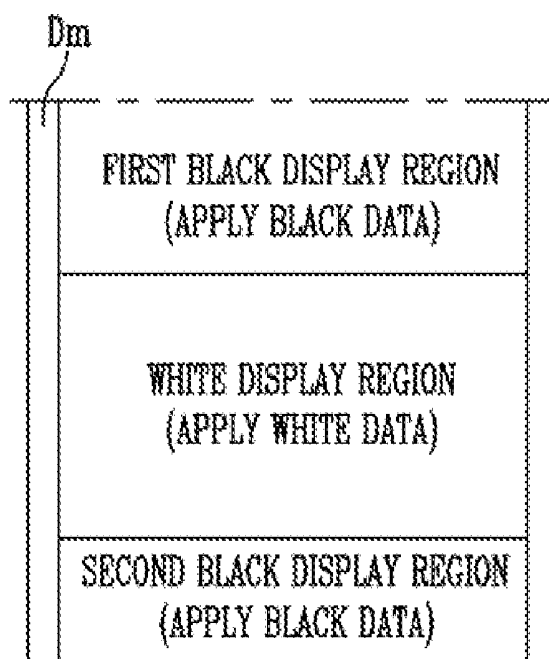 Dm
FIRST BLACK DISPLAY REGION
(APPLY BLACK DATA)
WHITE DISPLAY REGION
(APPLY WHITE DATA)
SECOND BLACK DISPLAY REGION
(APPLY BLACK DATA)